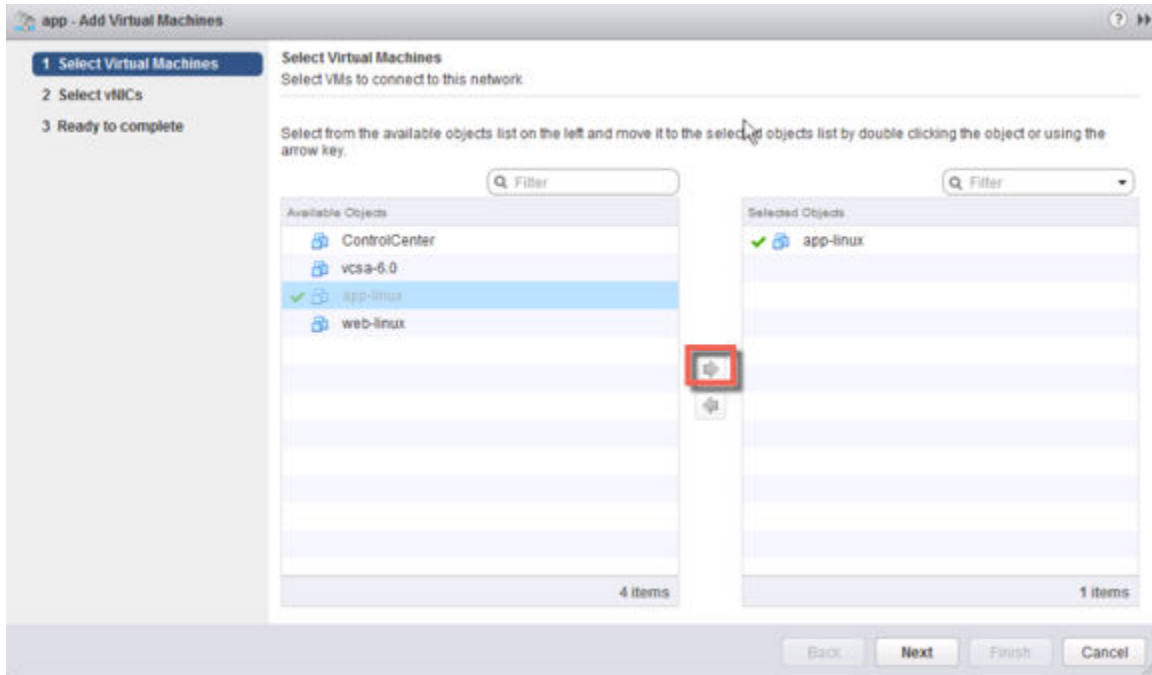 app - Add Virtual Machines
?
1 Select Virtual Machines
2 Select vNICs
3 Ready to complete
Select Virtual Machines
Select VMs to connect to this network
Select from the available objects list on the left and move it to the selected objects list by double clicking the object or using the
arrow key.
Filter
Available Objects
ControlCenter
vcsa-6.0
app-linux
web-linux
4 items
Filter
Selected Objects
app-linux
1 items
Back
Next
Finish
Cancel